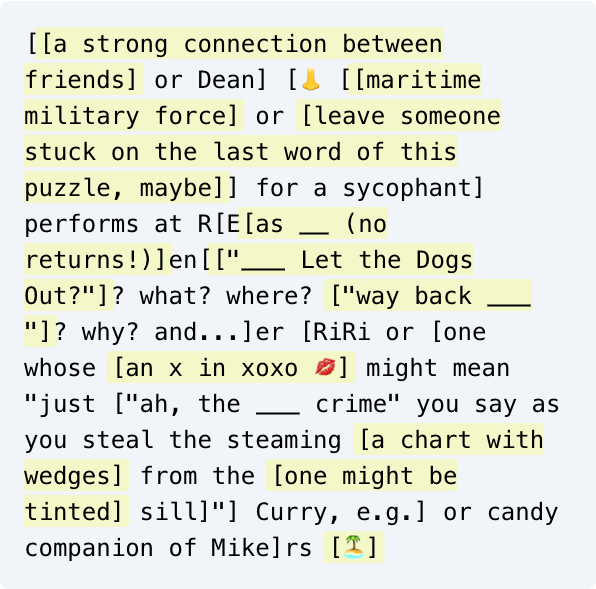 [[a strong connection between
friends] or Dean] [👃 [[maritime
military force] or [leave someone
stuck on the last word of this
puzzle, maybe]] for a sycophant]
performs at R[E[as __ (no
returns!)]en[["___ Let the Dogs
Out?"]? what? where? ["way back ___
"]? why? and...]er [RiRi or [one
whose [an x in xoxo 💋] might mean
"just ["ah, the ___ crime" you say as
you steal the steaming [a chart with
wedges] from the [one might be
tinted] sill]"] Curry, e.g.] or candy
companion of Mike]rs [🏝️]